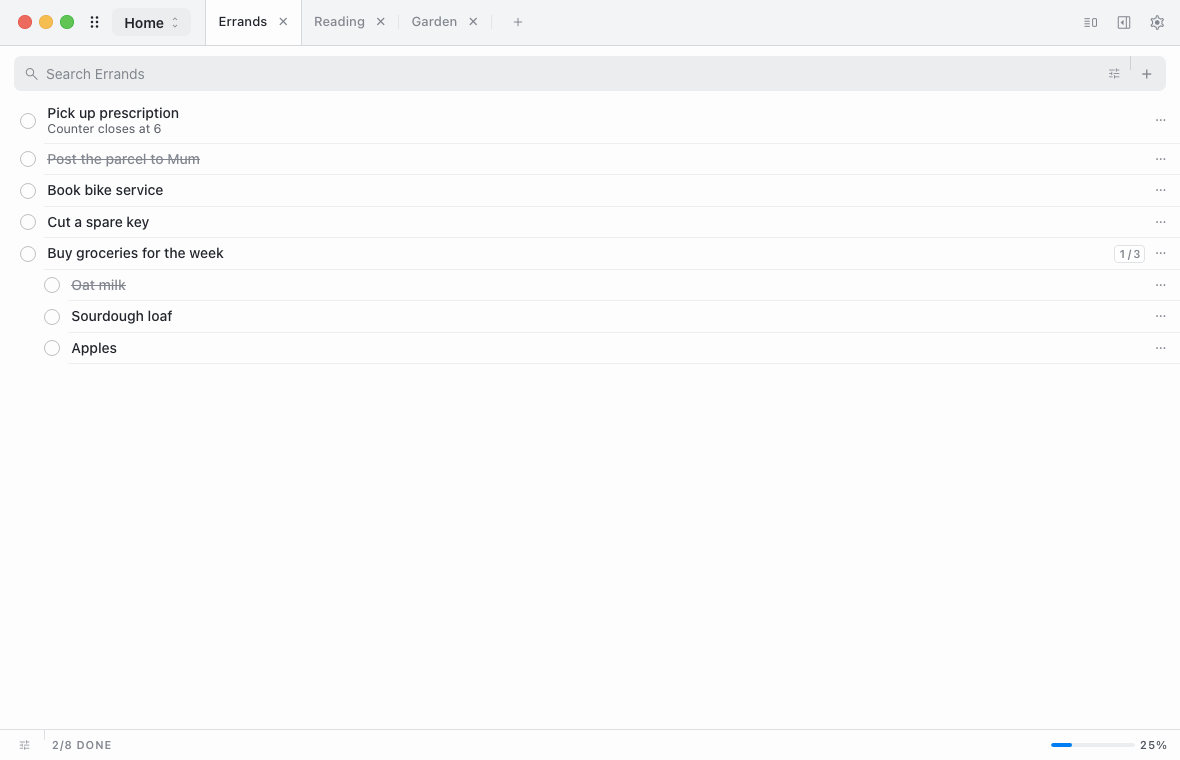 Home
Errands
Reading
Garden
Search Errands
Pick up prescription
Counter closes at 6
Post the parcel to Mum
Book bike service
Cut a spare key
Buy groceries for the week
1/3
Oat milk
Sourdough loaf
Apples
2/8 DONE
25%